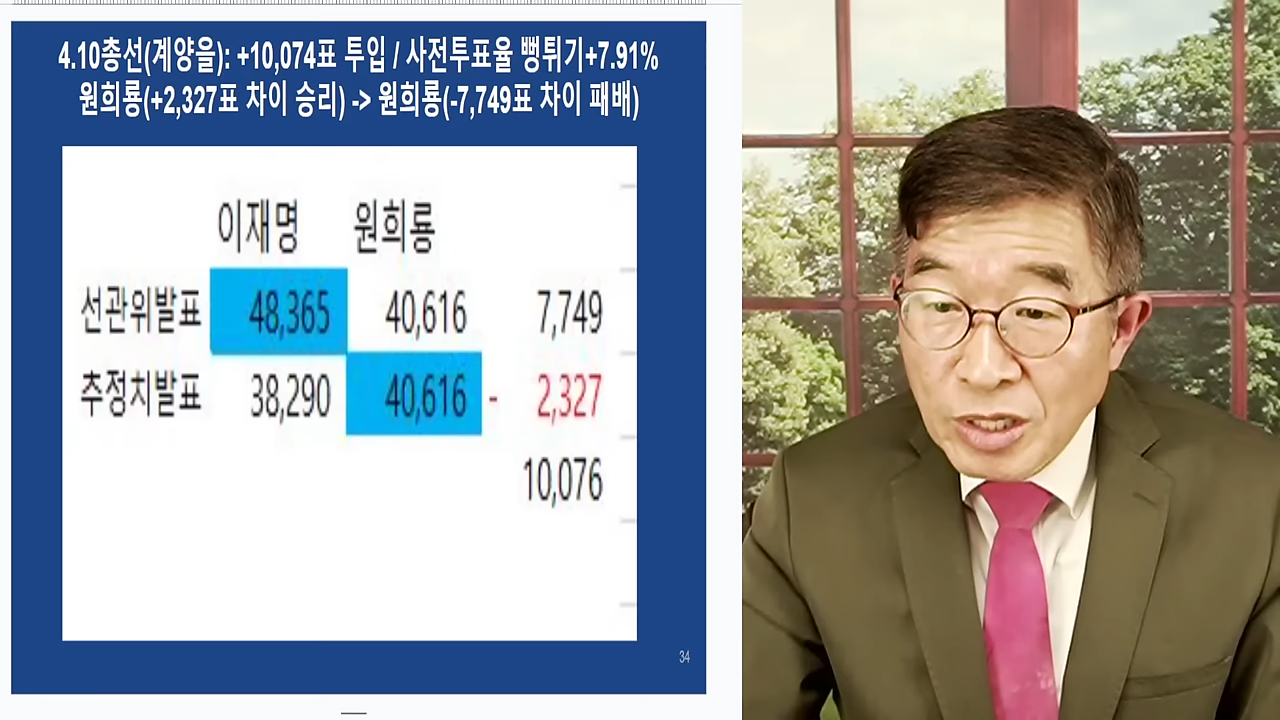 4.10총선(계양을): +10,074표 투입 / 사전투표율 뻥튀기+7.91%
원희룡(+2,327표 차이 승리) -> 원희룡(-7,749표 차이 패배)
이재명 원희룡
선관위발표 48,365 40,616 7,749
추정치발표 38,290 40,616 - 2,327
10,076
34